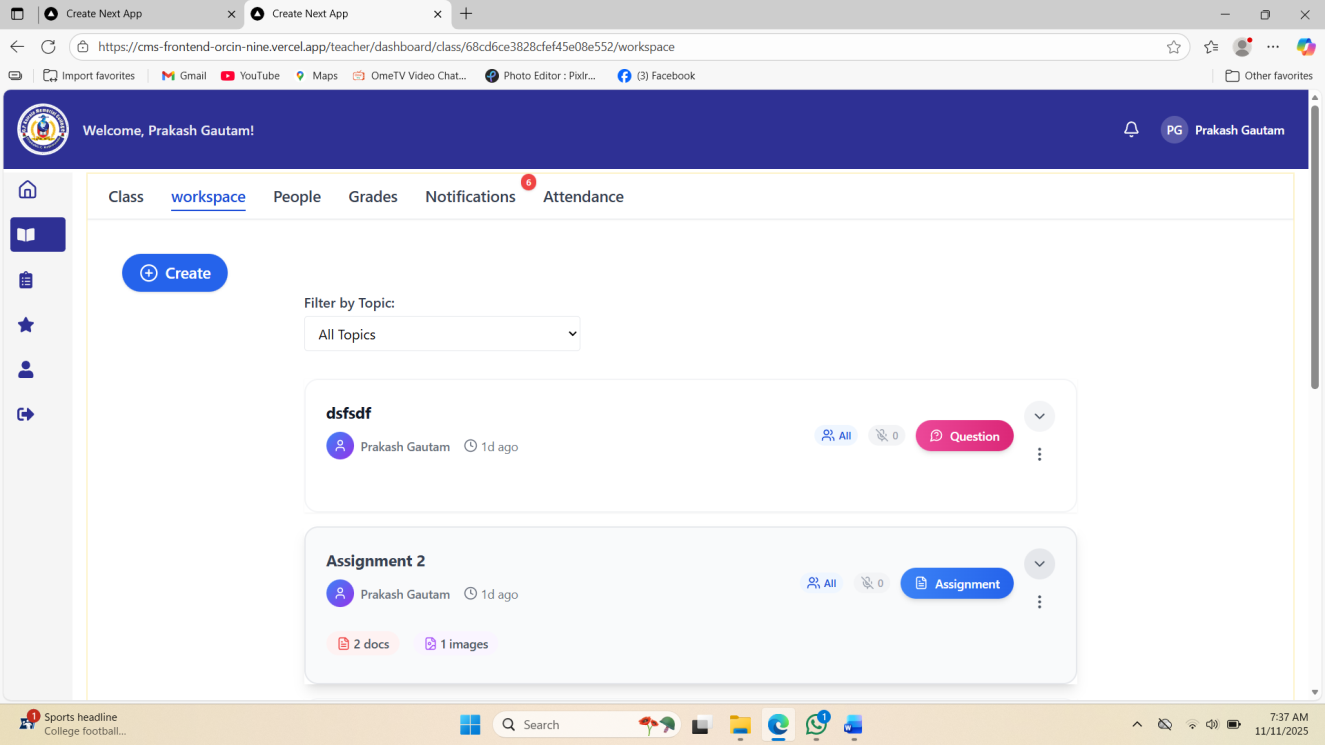 Create Next App
Create Next App
https://cms-frontend-orcin-nine.vercel.app/teacher/dashboard/class/68cd6ce3828cfef45e08e552/workspace
Import favorites Gmail YouTube Maps OmeTV Video Chat... Photo Editor : Pixlr... (3) Facebook Other favorites
Welcome, Prakash Gautam!
PG Prakash Gautam
Class workspace People Grades Notifications 6 Attendance
Create
Filter by Topic:
All Topics
dsfsdf
Prakash Gautam 1d ago
All 0 Question
Assignment 2
Prakash Gautam 1d ago
All 0 Assignment
2 docs 1 images
1 Sports headline
College football...
Search
1
7:37 AM
11/11/2025